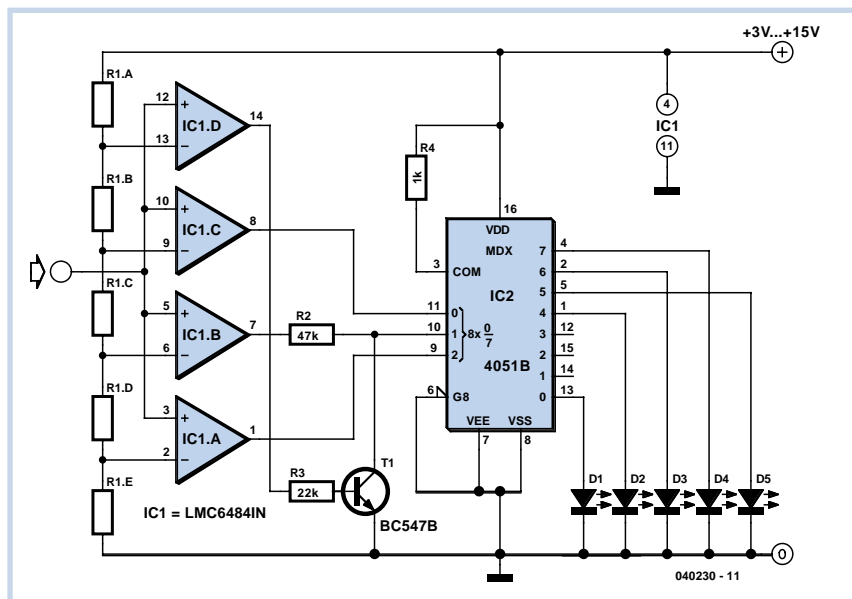 +3V...+15V
R1.A
12
+
IC1.D
14
13
–
4
IC1
11
R4
1k
R1.B
10
+
IC1.C
8
9
–
16
VDD
MDX
3
COM
IC2
7
4
6
2
5
5
4
1
3
12
2
15
1
14
0
13
11
0
10
1
9
2
8x 0/7
4051B
6
G8
VEE
VSS
7
8
R1.C
5
+
IC1.B
7
6
–
R2
47k
R1.D
3
+
IC1.A
1
2
–
R1.E
R3
22k
T1
BC547B
IC1 = LMC6484IN
D1
D2
D3
D4
D5
0
040230 - 11